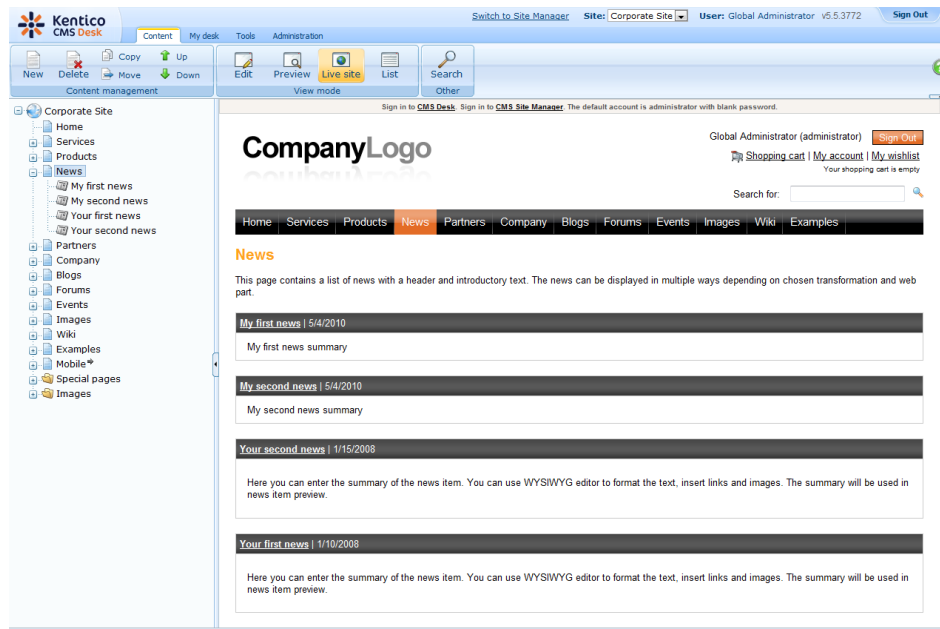 Kentico
CMS Desk
Switch to Site Manager Site: Corporate Site User: Global Administrator v5.5.3772 Sign Out
Content My desk Tools Administration
New Delete Copy Move Up Down
Content management
Edit Preview Live site List
View mode
Search
Other
Corporate Site
Home
Services
Products
News
My first news
My second news
Your first news
Your second news
Partners
Company
Blogs
Forums
Events
Images
Wiki
Examples
Mobile
Special pages
Images
Sign in to CMS Desk. Sign in to CMS Site Manager. The default account is administrator with blank password.
CompanyLogo
Global Administrator (administrator) Sign Out
Shopping cart | My account | My wishlist
Your shopping cart is empty
Search for:
Home Services Products News Partners Company Blogs Forums Events Images Wiki Examples
News
This page contains a list of news with a header and introductory text. The news can be displayed in multiple ways depending on chosen transformation and web
part.
My first news | 5/4/2010
My first news summary
My second news | 5/4/2010
My second news summary
Your second news | 1/15/2008
Here you can enter the summary of the news item. You can use WYSIWYG editor to format the text, insert links and images. The summary will be used in
news item preview.
Your first news | 1/10/2008
Here you can enter the summary of the news item. You can use WYSIWYG editor to format the text, insert links and images. The summary will be used in
news item preview.